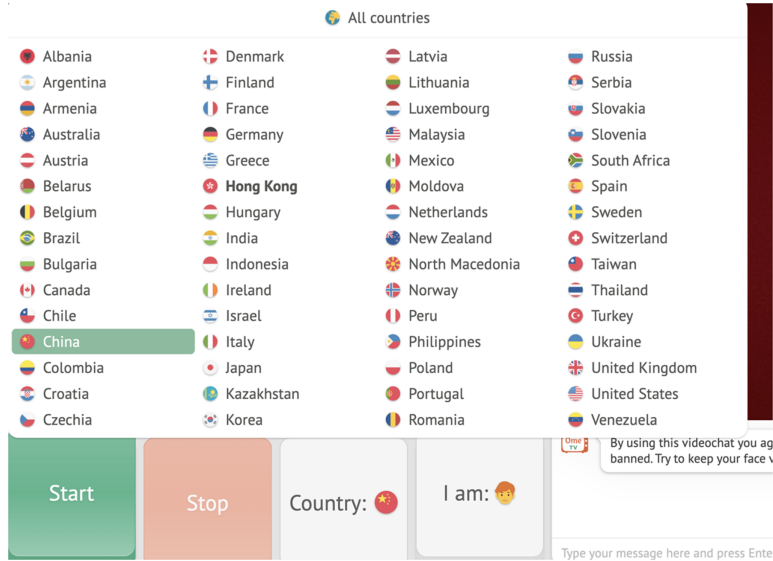 All countries
Albania
Argentina
Armenia
Australia
Austria
Belarus
Belgium
Brazil
Bulgaria
Canada
Chile
China
Colombia
Croatia
Czechia
Denmark
Finland
France
Germany
Greece
Hong Kong
Hungary
India
Indonesia
Ireland
Israel
Italy
Japan
Kazakhstan
Korea
Latvia
Lithuania
Luxembourg
Malaysia
Mexico
Moldova
Netherlands
New Zealand
North Macedonia
Norway
Peru
Philippines
Poland
Portugal
Romania
Russia
Serbia
Slovakia
Slovenia
South Africa
Spain
Sweden
Switzerland
Taiwan
Thailand
Turkey
Ukraine
United Kingdom
United States
Venezuela
Start
Stop
Country:
I am:
Ome
TV
By using this videochat you ag
banned. Try to keep your face v
Type your message here and press Ente